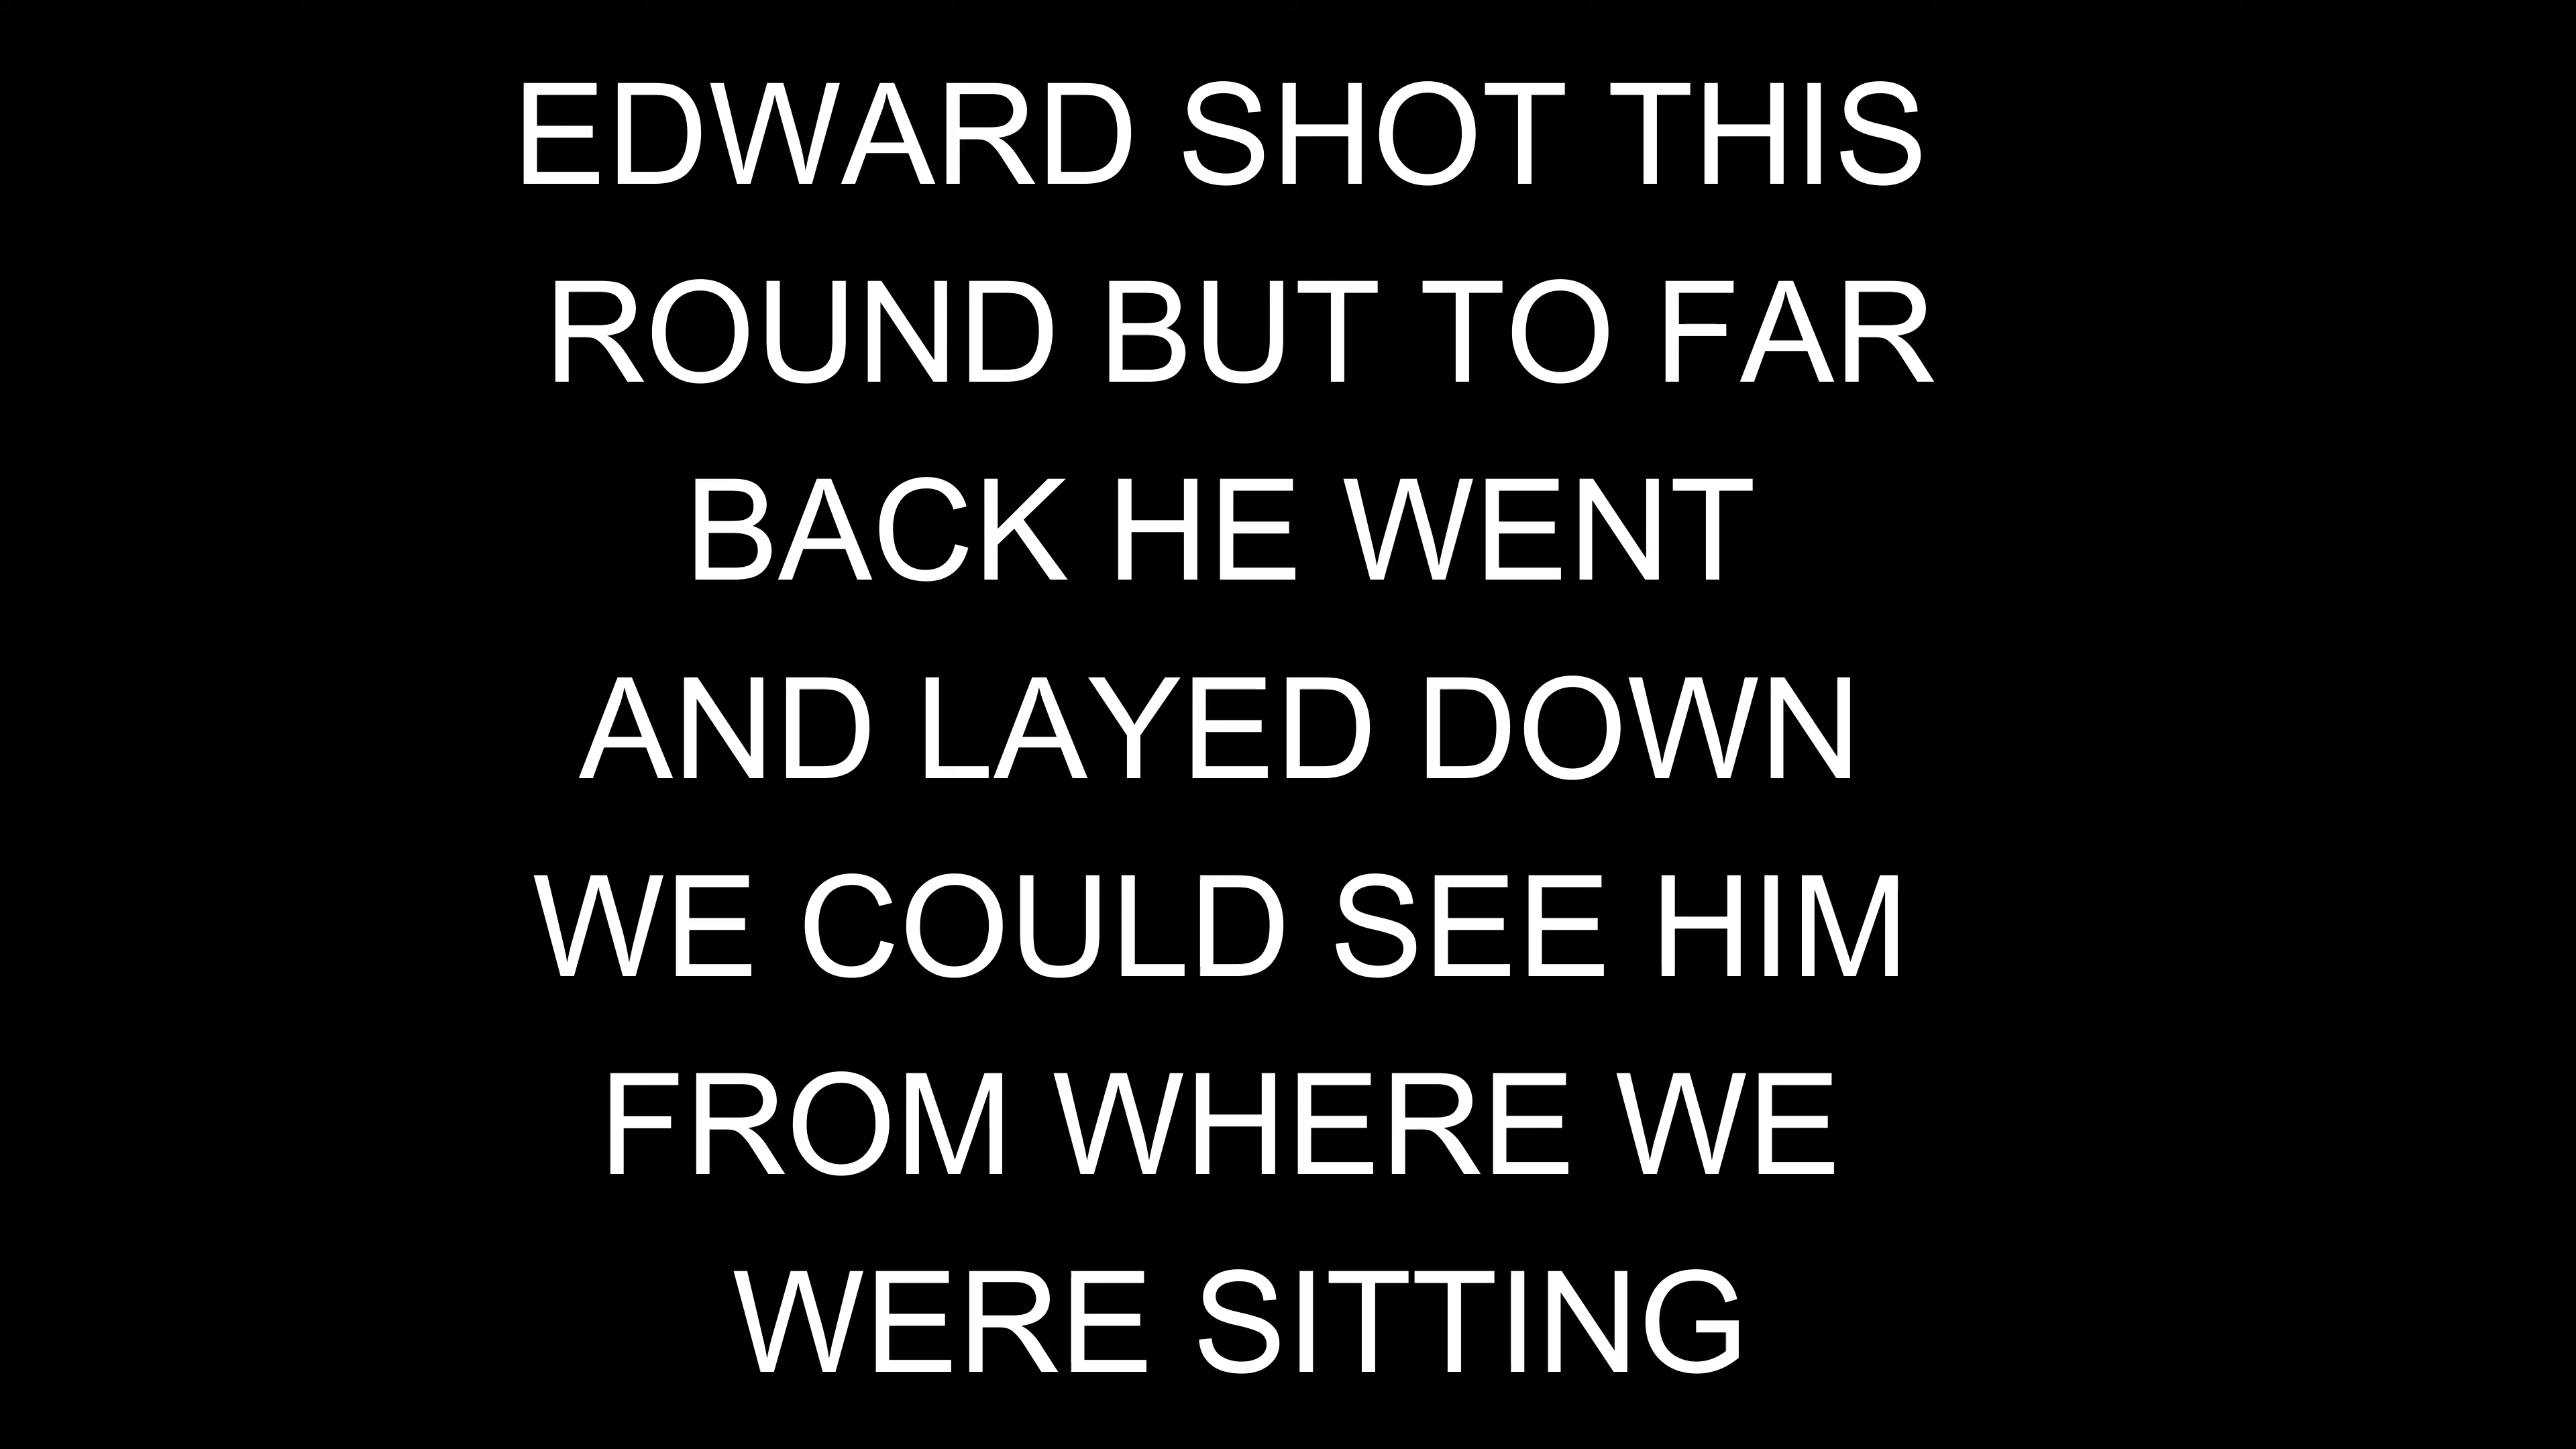 EDWARD SHOT THIS
ROUND BUT TO FAR
BACK HE WENT
AND LAYED DOWN
WE COULD SEE HIM
FROM WHERE WE
WERE SITTING